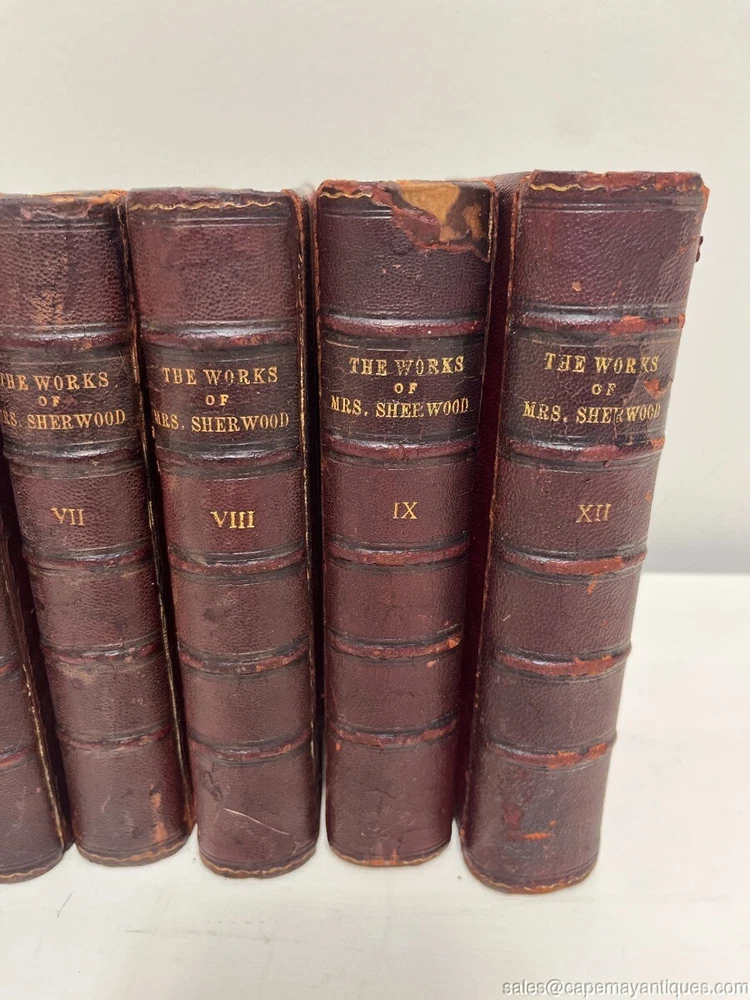 THE WORKS
OF
MRS. SHERWOOD
VII
THE WORKS
OF
MRS. SHERWOOD
VIII
THE WORKS
OF
MRS. SHERWOOD
IX
THE WORKS
OF
MRS. SHERWOOD
XII
sales@capemayantiques.com